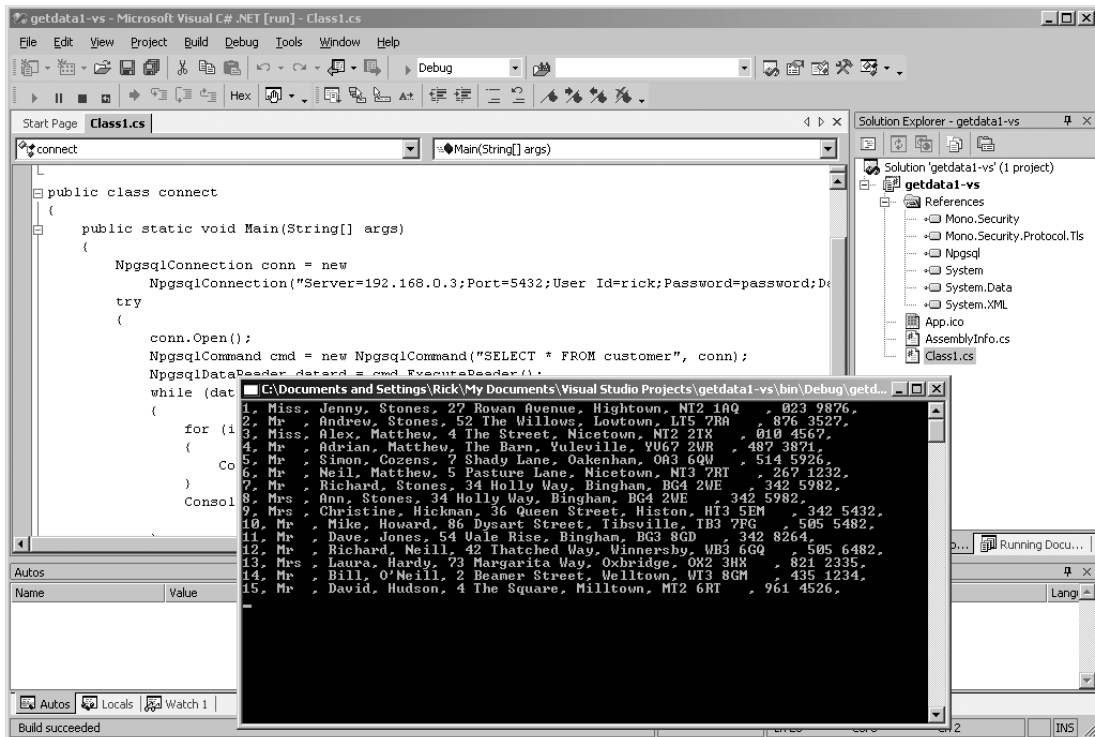 getdata1-vs - Microsoft Visual C# .NET [run] - Class1.cs
File Edit View Project Build Debug Tools Window Help
Debug
Hex
Start Page Class1.cs
connect
Main(String[] args)
public class connect
{
public static void Main(String[] args)
{
NpgsqlConnection conn = new
NpgsqlConnection("Server=192.168.0.3;Port=5432;User Id=rick;Password=password;Da
try
{
conn.Open();
NpgsqlCommand cmd = new NpgsqlCommand("SELECT * FROM customer", conn);
NpgsqlDataReader datard = cmd.ExecuteReader();
while (dat
{
for (i
{
Co
}
Consol
C:\Documents and Settings\Rick\My Documents\Visual Studio Projects\getdata1-vs\bin\Debug\getd...
1, Miss, Jenny, Stones, 27 Rowan Avenue, Hightown, NT2 1AQ , 023 9876,
2, Mr , Andrew, Stones, 52 The Willows, Lowtown, LT5 7RA , 876 3527,
3, Miss, Alex, Matthew, 4 The Street, Nicetown, NT2 2TX , 010 4567,
4, Mr , Adrian, Matthew, The Barn, Yuleville, YV67 2WR , 487 3871,
5, Mr , Simon, Cozens, 7 Shady Lane, Oakenham, OA3 6QW , 514 5926,
6, Mr , Neil, Matthew, 5 Pasture Lane, Nicetown, NT3 7RT , 267 1232,
7, Mr , Richard, Stones, 34 Holly Way, Bingham, BG4 2WE , 342 5982,
8, Mrs , Ann, Stones, 34 Holly Way, Bingham, BG4 2WE , 342 5982,
9, Mrs , Christine, Hickman, 36 Queen Street, Histon, HT3 5EM , 342 5432,
10, Mr , Mike, Howard, 86 Dysart Street, Tibsville, TB3 7FG , 505 5482,
11, Mr , Dave, Jones, 54 Vale Rise, Bingham, BG3 8GD , 342 8264,
12, Mr , Richard, Neill, 42 Thatched Way, Winnersby, WB3 6GQ , 505 6482,
13, Mrs , Laura, Hardy, 73 Margarita Way, Oxbridge, OX2 3HX , 821 2335,
14, Mr , Bill, O'Neill, 2 Beamer Street, Welltown, WT3 8GM , 435 1234,
15, Mr , David, Hudson, 4 The Square, Milltown, MT2 6RT , 961 4526,
Solution Explorer - getdata1-vs
Solution 'getdata1-vs' (1 project)
getdata1-vs
References
Mono.Security
Mono.Security.Protocol.Tls
Npgsql
System
System.Data
System.XML
App.ico
AssemblyInfo.cs
Class1.cs
Running Docu...
Autos
Name Value
Langu
Autos Locals Watch 1
Build succeeded
INS